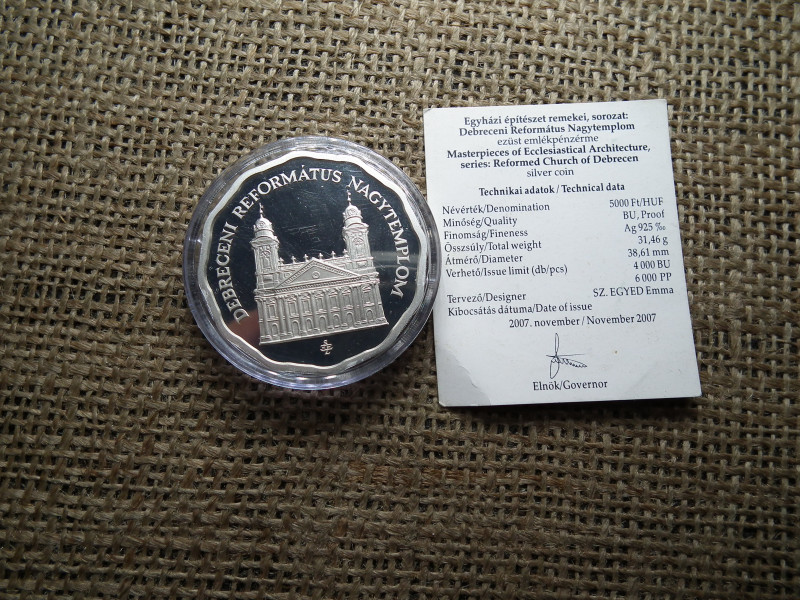 DEBRECENI REFORMÁTUS NAGYTEMPLOM
Egyházi építészet remekei, sorozat:
Debreceni Református Nagytemplom
ezüst emlékpénzérme
Masterpieces of Ecclesiastical Architecture,
series: Reformed Church of Debrecen
silver coin
Technikai adatok / Technical data
Névérték/Denomination 5000 Ft/HUF
Minőség/Quality BU, Proof
Finomság/Fineness Ag 925 ‰
Összsúly/Total weight 31,46 g
Átmérő/Diameter 38,61 mm
Verhető/Issue limit (db/pcs) 4 000 BU
6 000 PP
Tervező/Designer SZ. EGYED Emma
Kibocsátás dátuma/Date of issue
2007. november / November 2007
Elnök/Governor